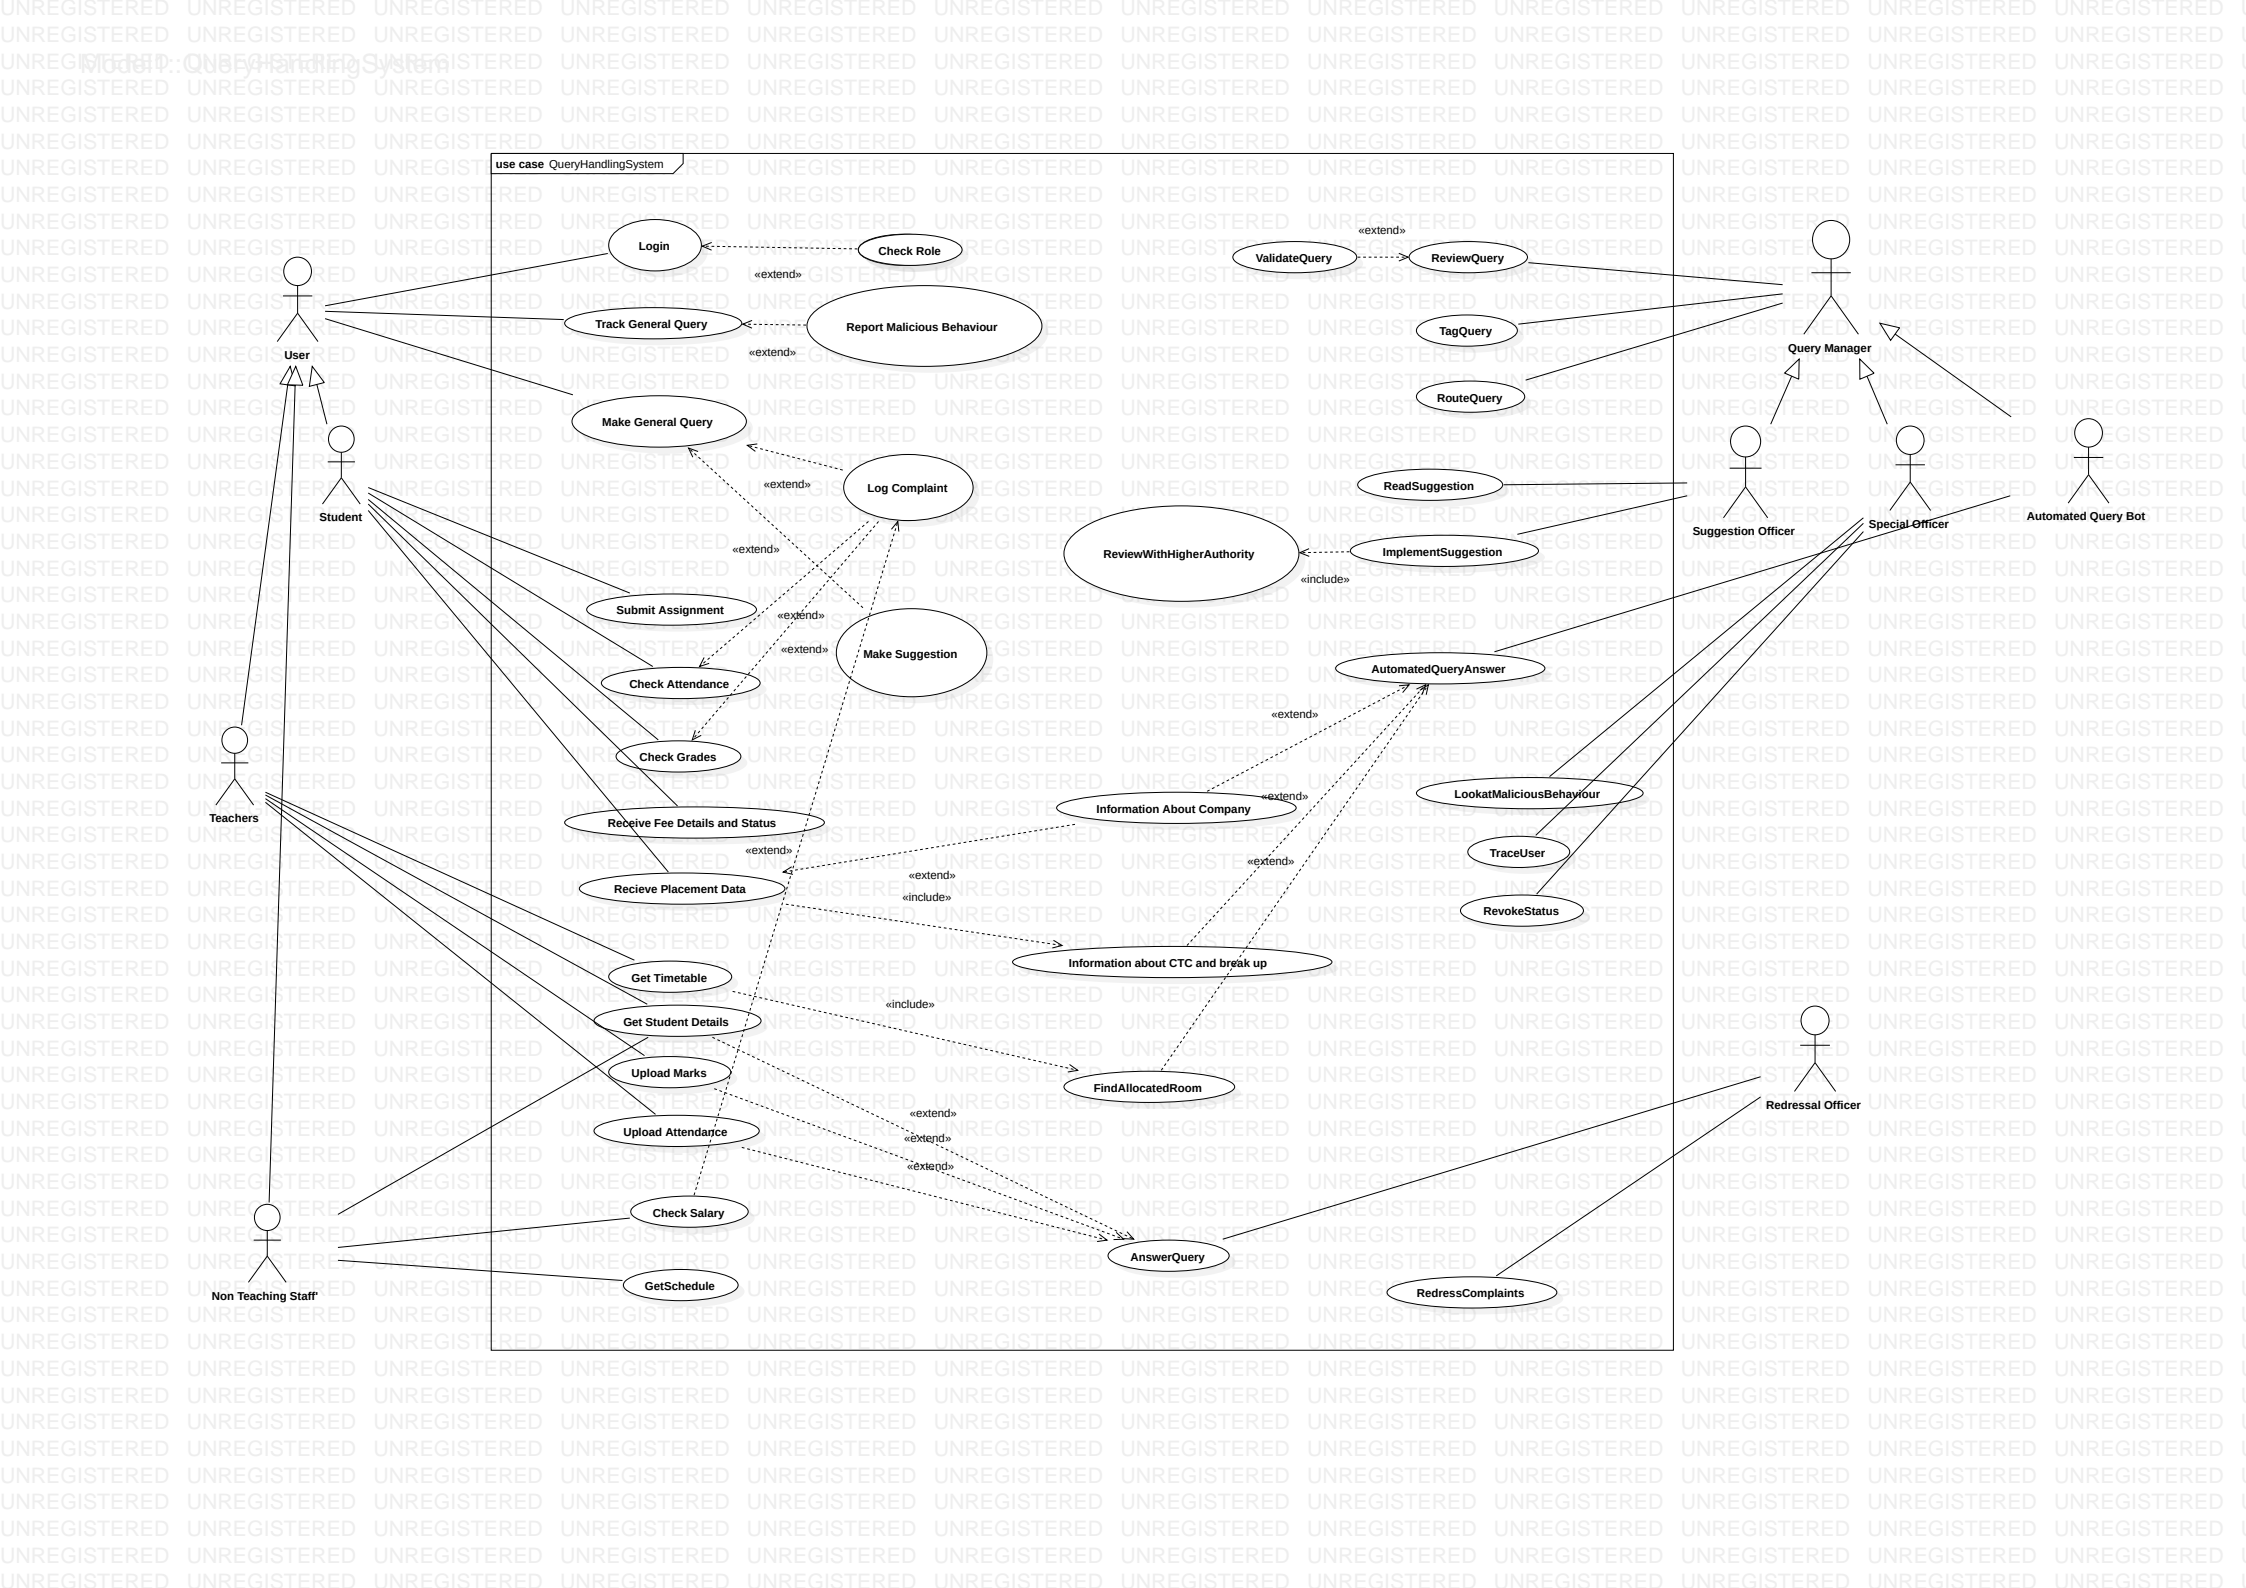 Model1::QueryHandlingSystem
use case QueryHandlingSystem
Login
Check Role
«extend»
ValidateQuery
«extend»
ReviewQuery
Track General Query
Report Malicious Behaviour
«extend»
TagQuery
User
Query Manager
RouteQuery
Make General Query
Log Complaint
«extend»
ReadSuggestion
Student
Suggestion Officer
Special Officer
Automated Query Bot
«extend»
ReviewWithHigherAuthority
ImplementSuggestion
«include»
Submit Assignment
«extend»
«extend»
Make Suggestion
AutomatedQueryAnswer
Check Attendance
«extend»
Check Grades
LookatMaliciousBehaviour
«extend»
Information About Company
Teachers
Receive Fee Details and Status
«extend»
TraceUser
«extend»
«extend»
Recieve Placement Data
«include»
RevokeStatus
Information about CTC and break up
Get Timetable
«include»
Get Student Details
Upload Marks
FindAllocatedRoom
Redressal Officer
«extend»
Upload Attendance
«extend»
«extend»
Check Salary
AnswerQuery
GetSchedule
Non Teaching Staff'
RedressComplaints
UNREGISTERED